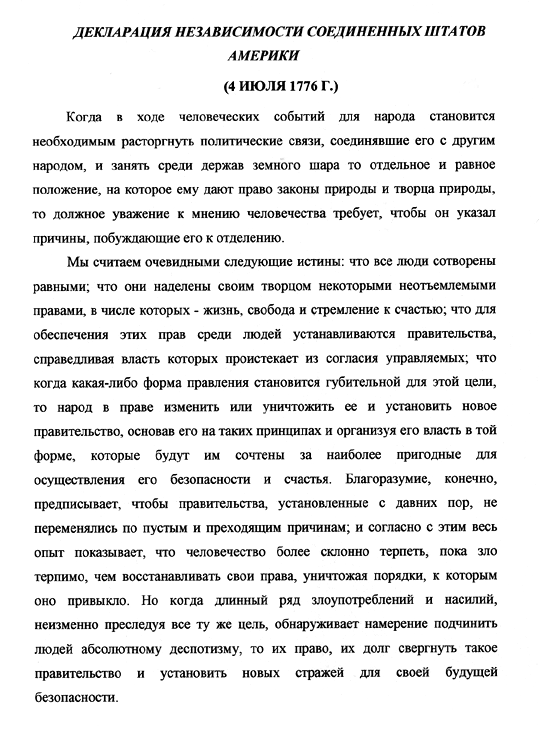 ДЕКЛАРАЦИЯ НЕЗАВИСИМОСТИ СОЕДИНЕННЫХ ШТАТОВ
АМЕРИКИ
(4 ИЮЛЯ 1776 Г.)
Когда в ходе человеческих событий для народа становится
необходимым расторгнуть политические связи, соединявшие его с другим
народом, и занять среди держав земного шара то отдельное и равное
положение, на которое ему дают право законы природы и творца природы,
то должное уважение к мнению человечества требует, чтобы он указал
причины, побуждающие его к отделению.
Мы считаем очевидными следующие истины: что все люди сотворены
равными; что они наделены своим творцом некоторыми неотъемлемыми
правами, в числе которых - жизнь, свобода и стремление к счастью; что для
обеспечения этих прав среди людей устанавливаются правительства,
справедливая власть которых проистекает из согласия управляемых; что
когда какая-либо форма правления становится губительной для этой цели,
то народ в праве изменить или уничтожить ее и установить новое
правительство, основав его на таких принципах и организуя его власть в той
форме, которые будут им сочтены за наиболее пригодные для
осуществления его безопасности и счастья. Благоразумие, конечно,
предписывает, чтобы правительства, установленные с давних пор, не
переменялись по пустым и преходящим причинам; и согласно с этим весь
опыт показывает, что человечество более склонно терпеть, пока зло
терпимо, чем восстанавливать свои права, уничтожая порядки, к которым
оно привыкло. Но когда длинный ряд злоупотреблений и насилий,
неизменно преследуя все ту же цель, обнаруживает намерение подчинить
людей абсолютному деспотизму, то их право, их долг свергнуть такое
правительство и установить новых стражей для своей будущей
безопасности.